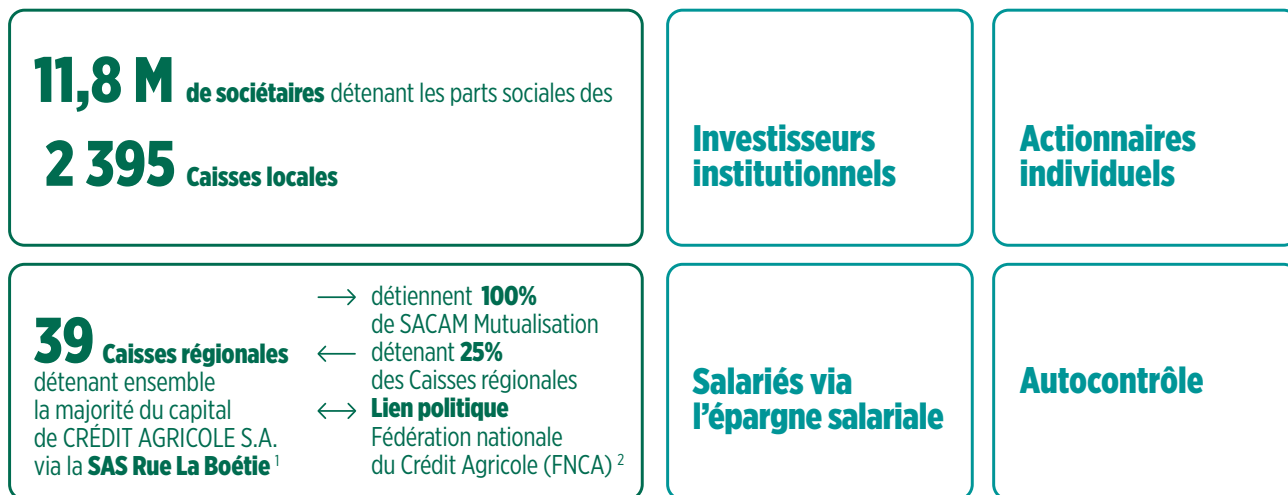 11,8 M de sociétaires détenant les parts sociales des
2 395 Caisses locales
Investisseurs
institutionnels
Actionnaires
individuels
39 Caisses régionales
détenant ensemble
la majorité du capital
de CRÉDIT AGRICOLE S.A.
via la SAS Rue La Boétie 1
→ détiennent 100%
de SACAM Mutualisation
← détenant 25%
des Caisses régionales
↔ Lien politique
Fédération nationale
du Crédit Agricole (FNCA) 2
Salariés via
l’épargne salariale
Autocontrôle